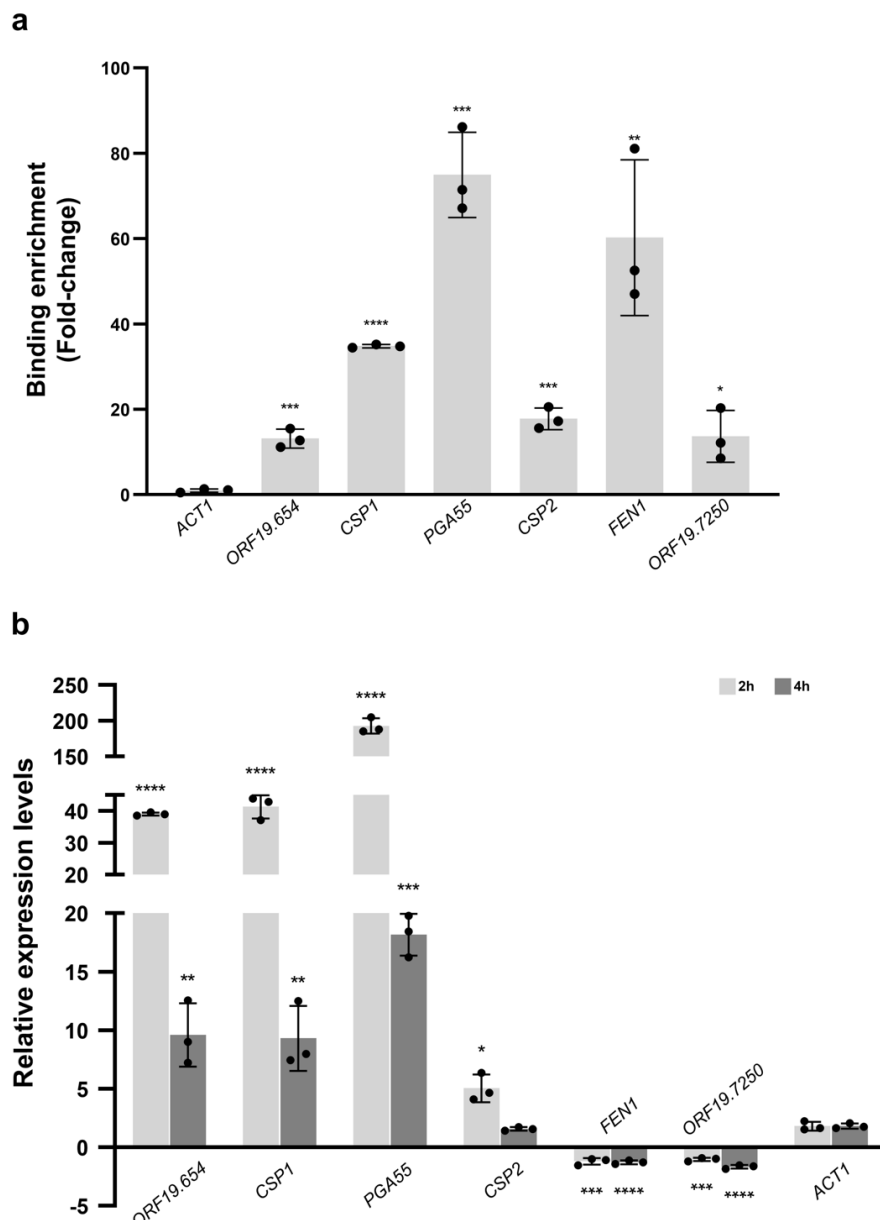 a
Binding enrichment
(Fold-change)
100
80
60
40
20
0
***
****
***
***
**
*
ACT1
ORF19.654
CSP1
PGA55
CSP2
FEN1
ORF19.7250
b
Relative expression levels
250
200
150
40
30
20
20
15
10
5
0
-5
2h
4h
****
**
****
**
****
***
*
FEN1
ORF19.7250
***
****
***
****
ORF19.654
CSP1
PGA55
CSP2
ACT1